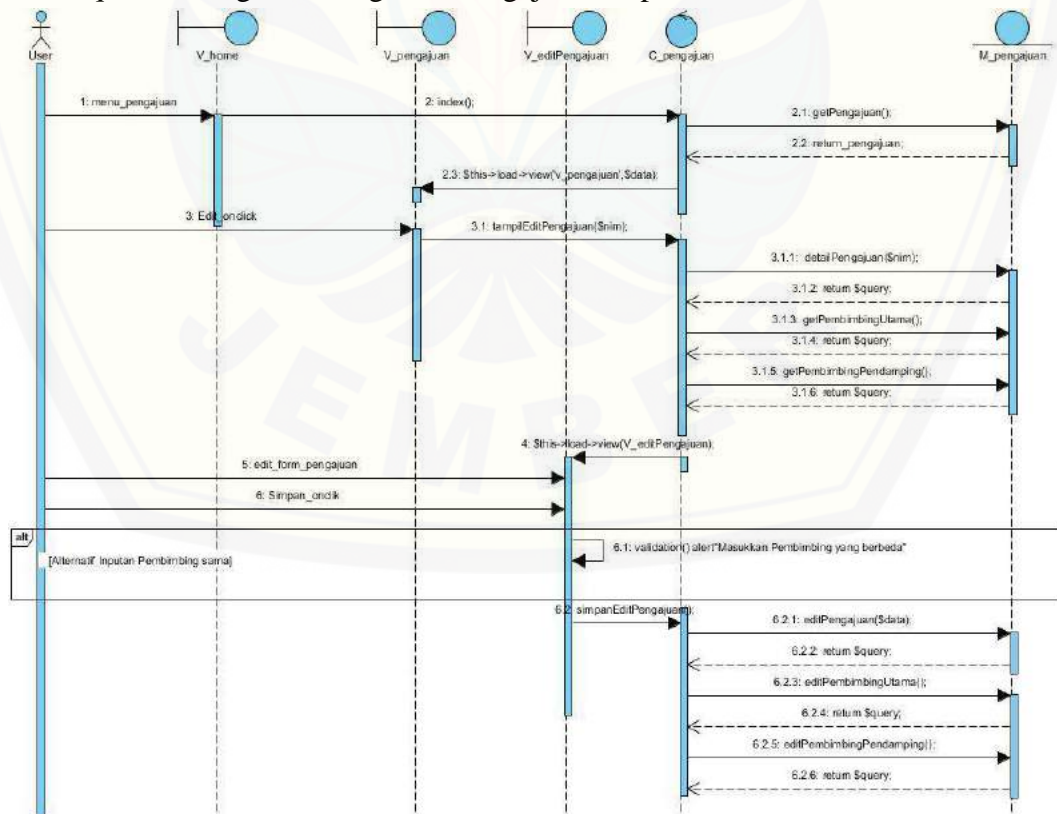 User
V_home
V_pengajuan
V_editPengajuan
C_pengajuan
M_pengajuan
1: menu_pengajuan
2: index();
2.1: getPengajuan();
2.2: return_pengajuan;
2.3: $this->load->view('v_pengajuan',$data);
3: Edit_onclick
3.1: tampilEditPengajuan($nim);
3.1.1: detailPengajuan($nim);
3.1.2: return $query;
3.1.3: getPembimbingUtama();
3.1.4: return $query;
3.1.5: getPembimbingPendamping();
3.1.6: return $query;
4: $this->load->view(V_editPengajuan);
5: edit_form_pengajuan
6: Simpan_onclik
alt
[Alternatif Inputan Pembimbing sama]
6.1: validation() alert"Masukkan Pembimbing yang berbeda"
6.2: simpanEditPengajuan();
6.2.1: editPengajuan($data);
6.2.2: return $query;
6.2.3: editPembimbingUtama();
6.2.4: return $query;
6.2.5: editPembimbingPendamping();
6.2.6: return $query;
JEMBER